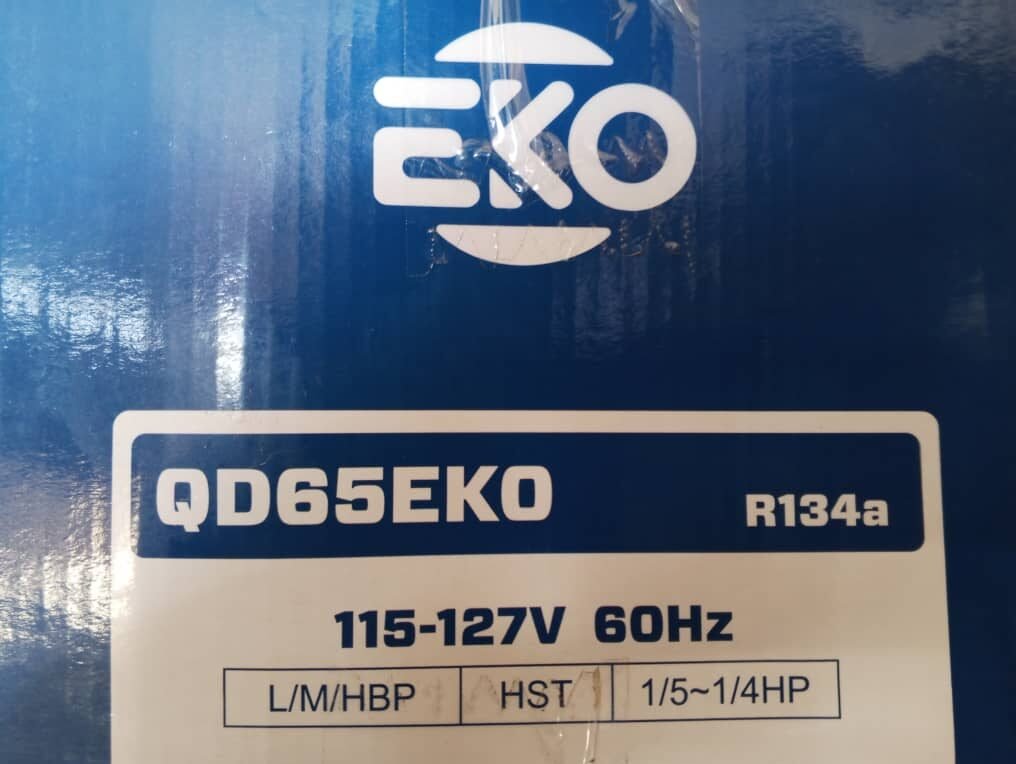 EKO
QD65EKO R134a
115-127V 60Hz
L/M/HBP HST 1/5~1/4HP